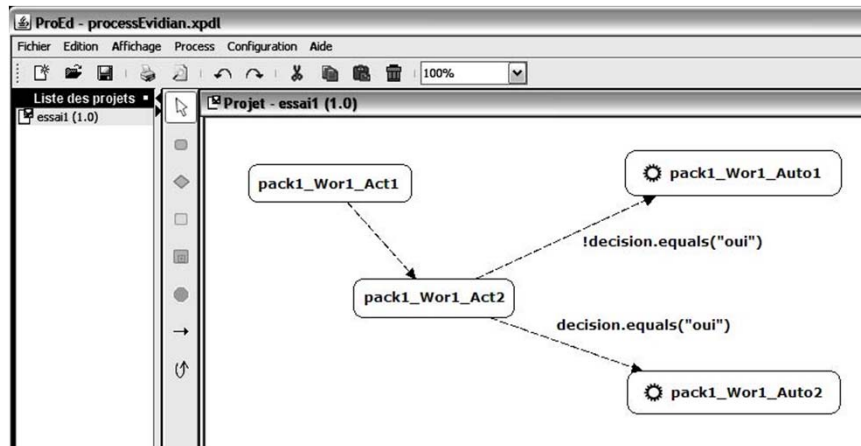 ProEd - processEvidian.xpdl
Fichier Edition Affichage Process Configuration Aide
100%
Liste des projets
essai1 (1.0)
Projet - essai1 (1.0)
pack1_Wor1_Act1
pack1_Wor1_Auto1
!decision.equals("oui")
pack1_Wor1_Act2
decision.equals("oui")
pack1_Wor1_Auto2